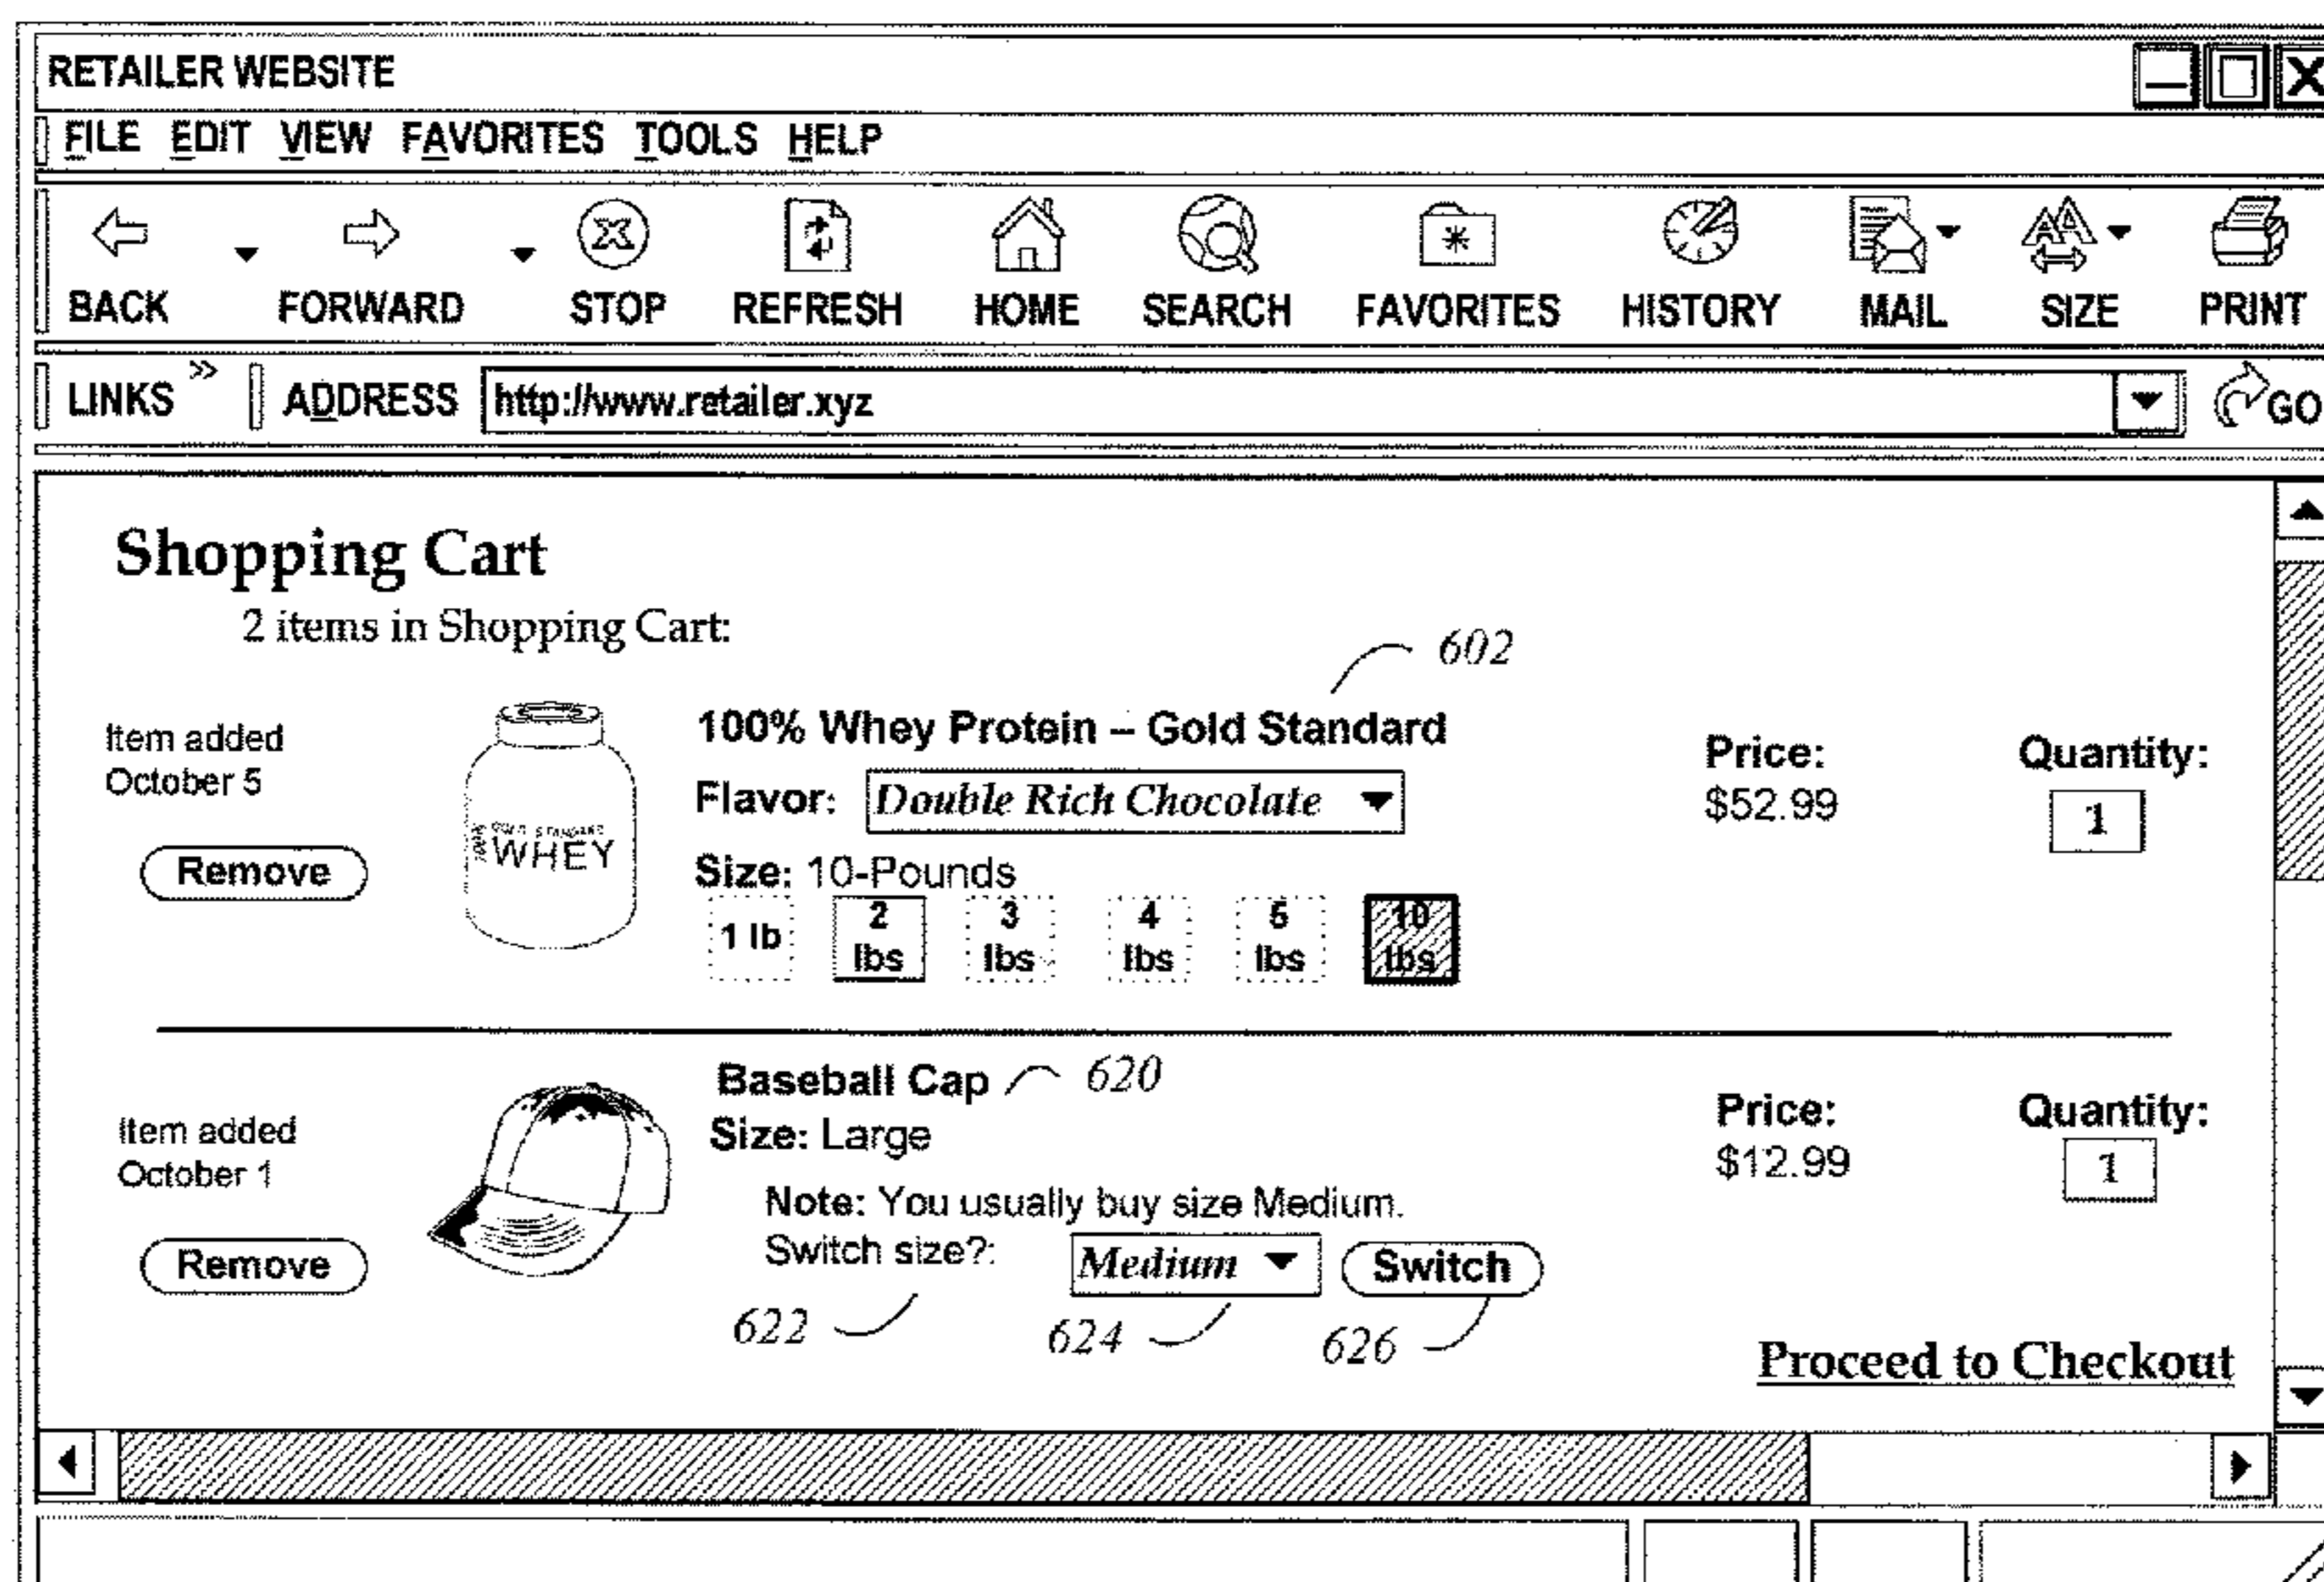 RETAILER WEBSITE
FILE EDIT VIEW FAVORITES TOOLS HELP
BACK FORWARD STOP REFRESH HOME SEARCH FAVORITES HISTORY MAIL SIZE PRINT
LINKS » ADDRESS http://www.retailer.xyz GO
Shopping Cart
2 items in Shopping Cart:
602
Item added
October 5
Remove
100% GOLD STANDARD
WHEY
100% Whey Protein – Gold Standard
Flavor: Double Rich Chocolate
Size: 10-Pounds
1 lb 2 lbs 3 lbs 4 lbs 5 lbs 10 lbs
Price:
$52.99
Quantity:
1
Item added
October 1
Remove
Baseball Cap 620
Size: Large
Note: You usually buy size Medium.
Switch size?: Medium Switch
622 624 626
Price:
$12.99
Quantity:
1
Proceed to Checkout